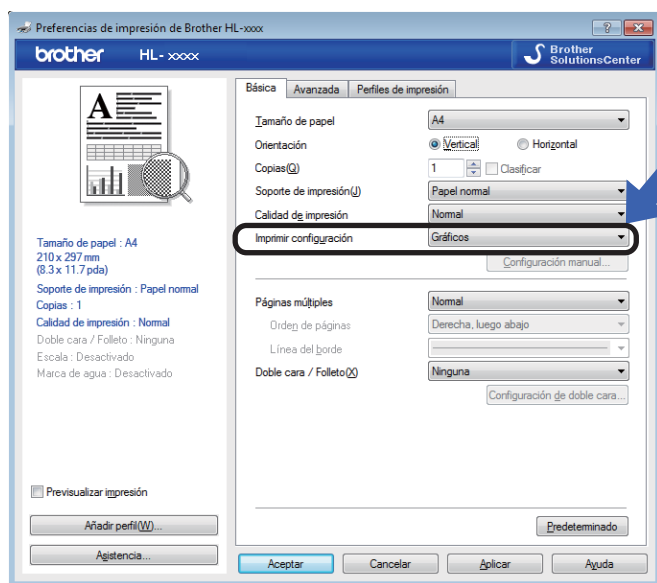 Preferencias de impresión de Brother HL-xxxx
brother HL- xxxx
Brother
SolutionsCenter
A
Tamaño de papel : A4
210 x 297 mm
(8.3 x 11.7 pda)
Soporte de impresión : Papel normal
Copias : 1
Calidad de impresión : Normal
Doble cara / Folleto : Ninguna
Escala : Desactivado
Marca de agua : Desactivado
Previsualizar impresión
Añadir perfil(W)...
Asistencia...
Básica Avanzada Perfiles de impresión
Tamaño de papel A4
Orientación Vertical Horizontal
Copias(Q) 1 Clasificar
Soporte de impresión(J) Papel normal
Calidad de impresión Normal
Imprimir configuración Gráficos
Configuración manual...
Páginas múltiples Normal
Orden de páginas Derecha, luego abajo
Línea del borde
Doble cara / Folleto(X) Ninguna
Configuración de doble cara...
Predeterminado
Aceptar Cancelar Aplicar Ayuda